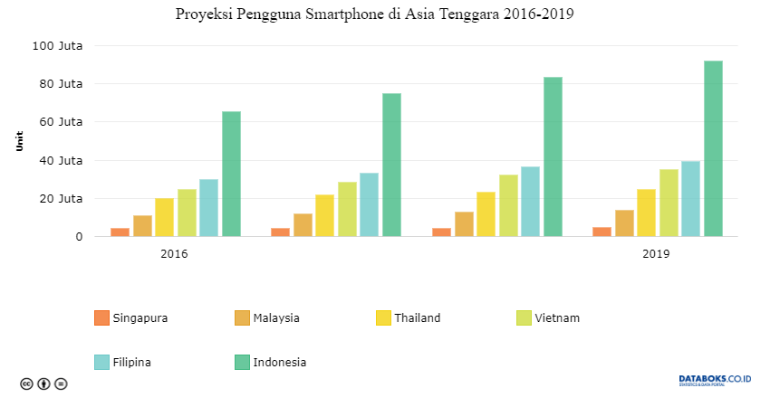 Proyeksi Pengguna Smartphone di Asia Tenggara 2016-2019
100 Juta
80 Juta
60 Juta
40 Juta
20 Juta
0
Unit
2016
2019
Singapura
Malaysia
Thailand
Vietnam
Filipina
Indonesia
cc
DATABOKS.CO.ID